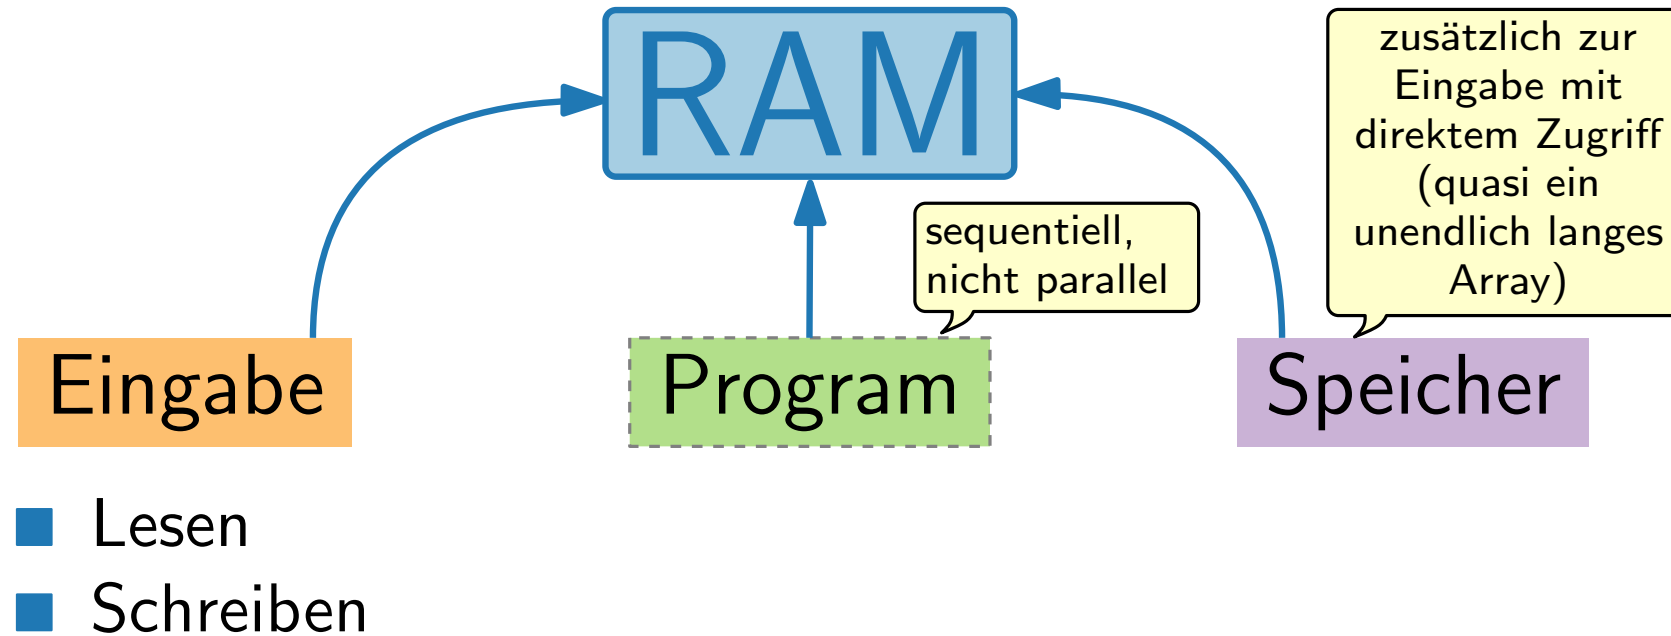 RAM
zusätzlich zur
Eingabe mit
direktem Zugriff
(quasi ein
unendlich langes
Array)
sequentiell,
nicht parallel
Eingabe
Program
Speicher
Lesen
Schreiben